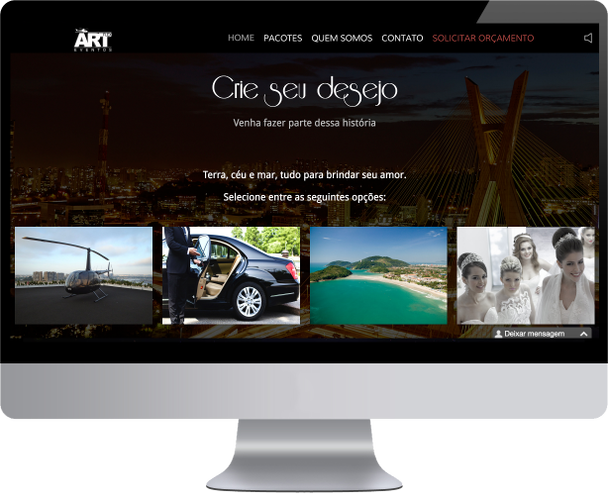 ART
EVENTOS
HOME PACOTES QUEM SOMOS CONTATO SOLICITAR ORÇAMENTO
Crie seu desejo
Venha fazer parte dessa história
Terra, céu e mar, tudo para brindar seu amor.
Selecione entre as seguintes opções:
Deixar mensagem